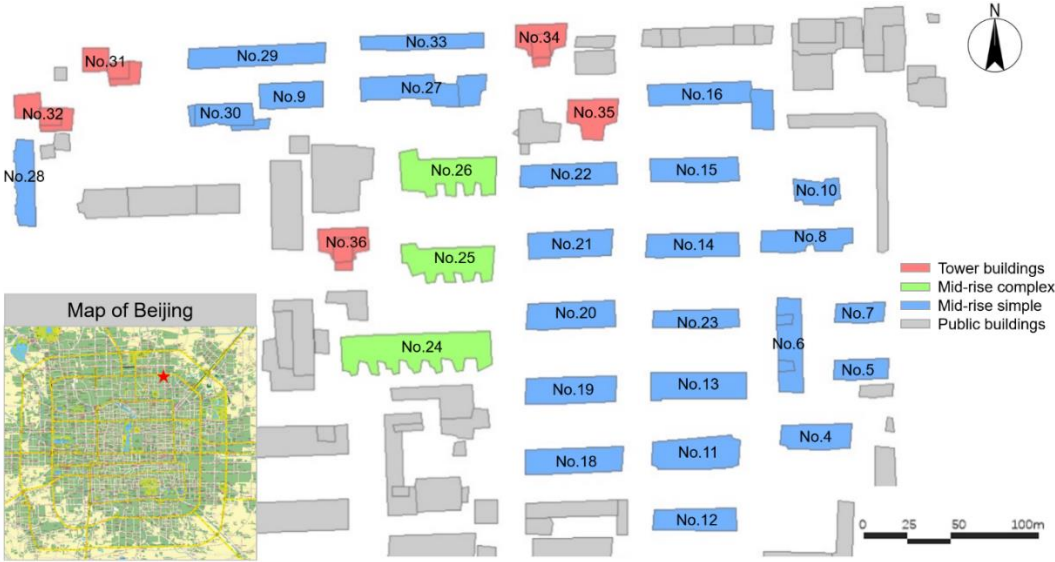 N
No.34
No.33
No.29
No.31
No.27
No.9
No.16
No.30
No.35
No.32
No.28
No.26
No.22
No.15
No.10
No.36
No.21
No.14
No.8
No.25
Tower buildings
Mid-rise complex
Mid-rise simple
Public buildings
Map of Beijing
No.20
No.23
No.7
No.6
No.24
No.5
No.19
No.13
No.4
No.11
No.18
No.12
0 25 50 100m